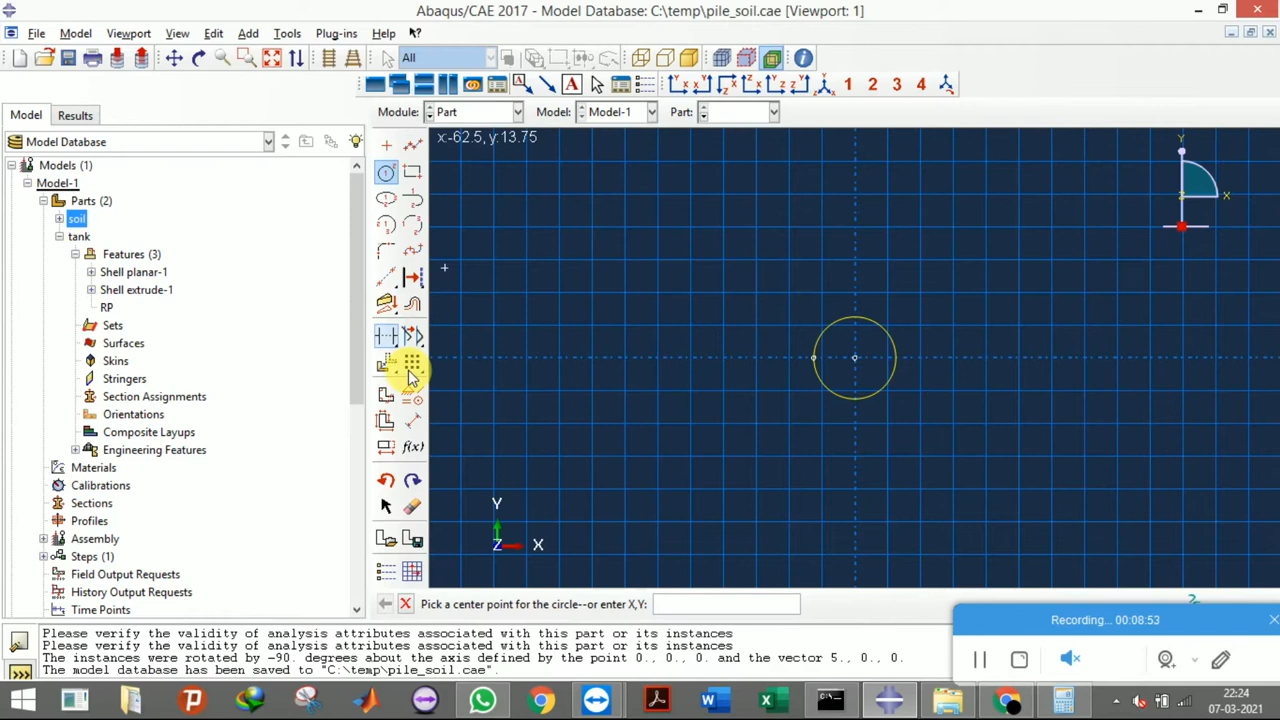 Abaqus/CAE 2017 - Model Database: C:\temp\pile_soil.cae [Viewport: 1]
File Model Viewport View Edit Add Tools Plug-ins Help
All
1 2 3 4
Model Results
Module: Part Model: Model-1 Part:
Model Database
x:-62.5, y:13.75
Models (1)
Model-1
Parts (2)
soil
tank
Features (3)
Shell planar-1
Shell extrude-1
RP
Sets
Surfaces
Skins
Stringers
Section Assignments
Orientations
Composite Layups
Engineering Features
Materials
Calibrations
Sections
Profiles
Assembly
Steps (1)
Field Output Requests
History Output Requests
Time Points
f(x)
Y
X
Y
Z X
Pick a center point for the circle--or enter X,Y:
Please verify the validity of analysis attributes associated with this part or its instances
Please verify the validity of analysis attributes associated with this part or its instances
The instances were rotated by -90. degrees about the axis defined by the point 0., 0., 0. and the vector 5., 0., 0.
The model database has been saved to "C:\temp\pile_soil.cae".
>>>
Recording... 00:08:53
22:24
07-03-2021